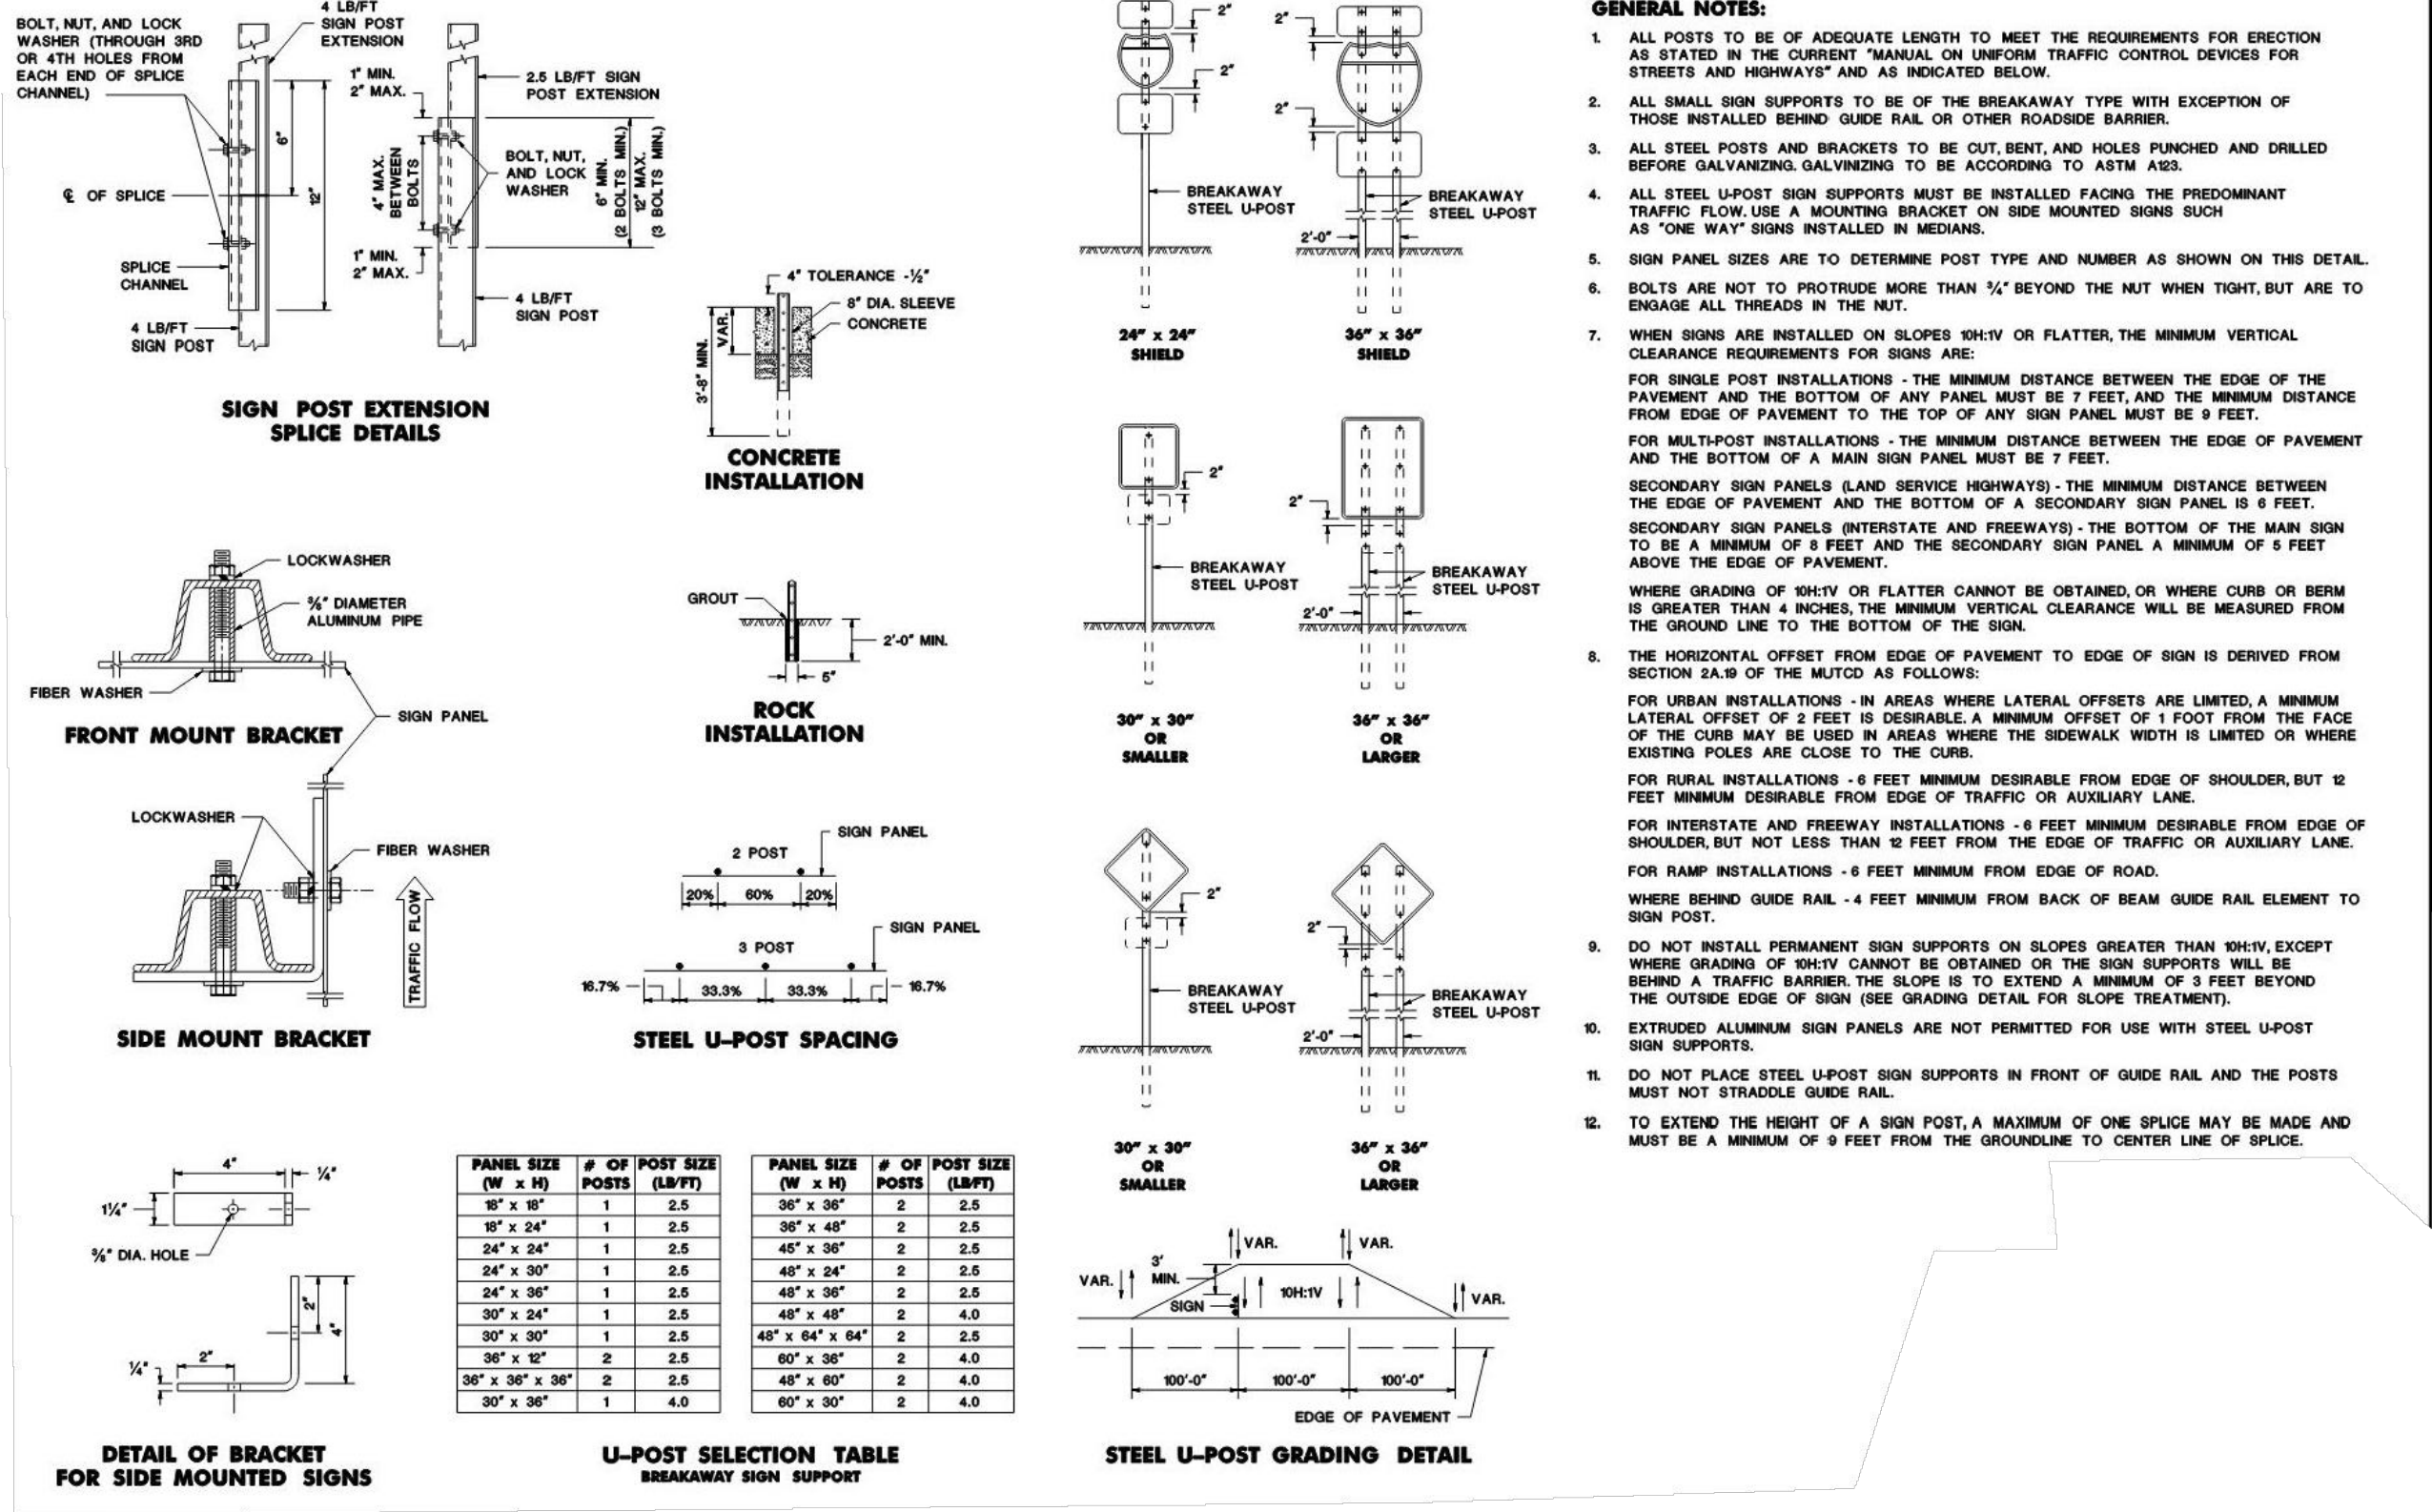 BOLT, NUT, AND LOCK
WASHER (THROUGH 3RD
OR 4TH HOLES FROM
EACH END OF SPLICE
CHANNEL)
4 LB/FT
SIGN POST
EXTENSION
1" MIN.
2" MAX.
2.5 LB/FT SIGN
POST EXTENSION
6"
12"
4" MAX.
BETWEEN
BOLTS
BOLT, NUT,
AND LOCK
WASHER
6" MIN.
(2 BOLTS MIN.)
12" MAX.
(3 BOLTS MIN.)
℄ OF SPLICE
1" MIN.
2" MAX.
SPLICE
CHANNEL
4 LB/FT
SIGN POST
4 LB/FT
SIGN POST
SIGN POST EXTENSION
SPLICE DETAILS
4" TOLERANCE -½"
8" DIA. SLEEVE
CONCRETE
VAR.
3'-8" MIN.
CONCRETE
INSTALLATION
LOCKWASHER
⅜" DIAMETER
ALUMINUM PIPE
FIBER WASHER
SIGN PANEL
FRONT MOUNT BRACKET
GROUT
2'-0" MIN.
5"
ROCK
INSTALLATION
LOCKWASHER
FIBER WASHER
TRAFFIC FLOW
SIDE MOUNT BRACKET
SIGN PANEL
2 POST
20% 60% 20%
SIGN PANEL
3 POST
16.7% 33.3% 33.3% 16.7%
STEEL U-POST SPACING
4"
¼"
1¼"
⅜" DIA. HOLE
2"
4"
¼"
2"
DETAIL OF BRACKET
FOR SIDE MOUNTED SIGNS
PANEL SIZE (W x H) # OF POSTS POST SIZE (LB/FT)
18" x 18" 1 2.5
18" x 24" 1 2.5
24" x 24" 1 2.5
24" x 30" 1 2.5
24" x 36" 1 2.5
30" x 24" 1 2.5
30" x 30" 1 2.5
36" x 12" 2 2.5
36" x 36" x 36" 2 2.5
30" x 36" 1 4.0
PANEL SIZE (W x H) # OF POSTS POST SIZE (LB/FT)
36" x 36" 2 2.5
36" x 48" 2 2.5
45" x 36" 2 2.5
48" x 24" 2 2.5
48" x 36" 2 2.5
48" x 48" 2 4.0
48" x 64" x 64" 2 2.5
60" x 36" 2 4.0
48" x 60" 2 4.0
60" x 30" 2 4.0
U-POST SELECTION TABLE
BREAKAWAY SIGN SUPPORT
2"
2"
BREAKAWAY
STEEL U-POST
24" x 24"
SHIELD
2"
2"
BREAKAWAY
STEEL U-POST
2'-0"
36" x 36"
SHIELD
2"
BREAKAWAY
STEEL U-POST
30" x 30"
OR
SMALLER
2"
BREAKAWAY
STEEL U-POST
2'-0"
36" x 36"
OR
LARGER
2"
BREAKAWAY
STEEL U-POST
30" x 30"
OR
SMALLER
2"
BREAKAWAY
STEEL U-POST
2'-0"
36" x 36"
OR
LARGER
VAR.
VAR.
VAR.
3'
MIN.
SIGN
10H:1V
VAR.
100'-0" 100'-0" 100'-0"
EDGE OF PAVEMENT
STEEL U-POST GRADING DETAIL
GENERAL NOTES:
1. ALL POSTS TO BE OF ADEQUATE LENGTH TO MEET THE REQUIREMENTS FOR ERECTION
AS STATED IN THE CURRENT "MANUAL ON UNIFORM TRAFFIC CONTROL DEVICES FOR
STREETS AND HIGHWAYS" AND AS INDICATED BELOW.
2. ALL SMALL SIGN SUPPORTS TO BE OF THE BREAKAWAY TYPE WITH EXCEPTION OF
THOSE INSTALLED BEHIND GUIDE RAIL OR OTHER ROADSIDE BARRIER.
3. ALL STEEL POSTS AND BRACKETS TO BE CUT, BENT, AND HOLES PUNCHED AND DRILLED
BEFORE GALVANIZING. GALVINIZING TO BE ACCORDING TO ASTM A123.
4. ALL STEEL U-POST SIGN SUPPORTS MUST BE INSTALLED FACING THE PREDOMINANT
TRAFFIC FLOW. USE A MOUNTING BRACKET ON SIDE MOUNTED SIGNS SUCH
AS "ONE WAY" SIGNS INSTALLED IN MEDIANS.
5. SIGN PANEL SIZES ARE TO DETERMINE POST TYPE AND NUMBER AS SHOWN ON THIS DETAIL.
6. BOLTS ARE NOT TO PROTRUDE MORE THAN ¾" BEYOND THE NUT WHEN TIGHT, BUT ARE TO
ENGAGE ALL THREADS IN THE NUT.
7. WHEN SIGNS ARE INSTALLED ON SLOPES 10H:1V OR FLATTER, THE MINIMUM VERTICAL
CLEARANCE REQUIREMENTS FOR SIGNS ARE:
FOR SINGLE POST INSTALLATIONS - THE MINIMUM DISTANCE BETWEEN THE EDGE OF THE
PAVEMENT AND THE BOTTOM OF ANY PANEL MUST BE 7 FEET, AND THE MINIMUM DISTANCE
FROM EDGE OF PAVEMENT TO THE TOP OF ANY SIGN PANEL MUST BE 9 FEET.
FOR MULTI-POST INSTALLATIONS - THE MINIMUM DISTANCE BETWEEN THE EDGE OF PAVEMENT
AND THE BOTTOM OF A MAIN SIGN PANEL MUST BE 7 FEET.
SECONDARY SIGN PANELS (LAND SERVICE HIGHWAYS) - THE MINIMUM DISTANCE BETWEEN
THE EDGE OF PAVEMENT AND THE BOTTOM OF A SECONDARY SIGN PANEL IS 6 FEET.
SECONDARY SIGN PANELS (INTERSTATE AND FREEWAYS) - THE BOTTOM OF THE MAIN SIGN
TO BE A MINIMUM OF 8 FEET AND THE SECONDARY SIGN PANEL A MINIMUM OF 5 FEET
ABOVE THE EDGE OF PAVEMENT.
WHERE GRADING OF 10H:1V OR FLATTER CANNOT BE OBTAINED, OR WHERE CURB OR BERM
IS GREATER THAN 4 INCHES, THE MINIMUM VERTICAL CLEARANCE WILL BE MEASURED FROM
THE GROUND LINE TO THE BOTTOM OF THE SIGN.
8. THE HORIZONTAL OFFSET FROM EDGE OF PAVEMENT TO EDGE OF SIGN IS DERIVED FROM
SECTION 2A.19 OF THE MUTCD AS FOLLOWS:
FOR URBAN INSTALLATIONS - IN AREAS WHERE LATERAL OFFSETS ARE LIMITED, A MINIMUM
LATERAL OFFSET OF 2 FEET IS DESIRABLE. A MINIMUM OFFSET OF 1 FOOT FROM THE FACE
OF THE CURB MAY BE USED IN AREAS WHERE THE SIDEWALK WIDTH IS LIMITED OR WHERE
EXISTING POLES ARE CLOSE TO THE CURB.
FOR RURAL INSTALLATIONS - 6 FEET MINIMUM DESIRABLE FROM EDGE OF SHOULDER, BUT 12
FEET MINIMUM DESIRABLE FROM EDGE OF TRAFFIC OR AUXILIARY LANE.
FOR INTERSTATE AND FREEWAY INSTALLATIONS - 6 FEET MINIMUM DESIRABLE FROM EDGE OF
SHOULDER, BUT NOT LESS THAN 12 FEET FROM THE EDGE OF TRAFFIC OR AUXILIARY LANE.
FOR RAMP INSTALLATIONS - 6 FEET MINIMUM FROM EDGE OF ROAD.
WHERE BEHIND GUIDE RAIL - 4 FEET MINIMUM FROM BACK OF BEAM GUIDE RAIL ELEMENT TO
SIGN POST.
9. DO NOT INSTALL PERMANENT SIGN SUPPORTS ON SLOPES GREATER THAN 10H:1V, EXCEPT
WHERE GRADING OF 10H:1V CANNOT BE OBTAINED OR THE SIGN SUPPORTS WILL BE
BEHIND A TRAFFIC BARRIER. THE SLOPE IS TO EXTEND A MINIMUM OF 3 FEET BEYOND
THE OUTSIDE EDGE OF SIGN (SEE GRADING DETAIL FOR SLOPE TREATMENT).
10. EXTRUDED ALUMINUM SIGN PANELS ARE NOT PERMITTED FOR USE WITH STEEL U-POST
SIGN SUPPORTS.
11. DO NOT PLACE STEEL U-POST SIGN SUPPORTS IN FRONT OF GUIDE RAIL AND THE POSTS
MUST NOT STRADDLE GUIDE RAIL.
12. TO EXTEND THE HEIGHT OF A SIGN POST, A MAXIMUM OF ONE SPLICE MAY BE MADE AND
MUST BE A MINIMUM OF 9 FEET FROM THE GROUNDLINE TO CENTER LINE OF SPLICE.